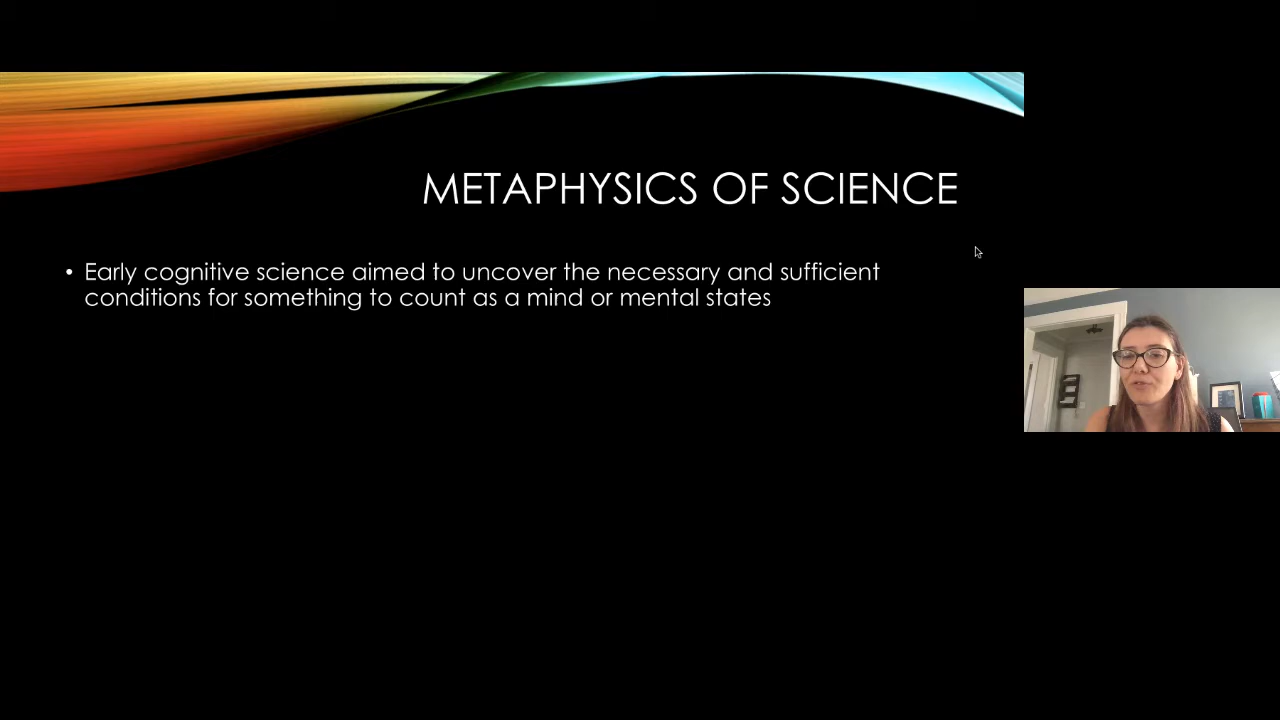 METAPHYSICS OF SCIENCE
• Early cognitive science aimed to uncover the necessary and sufficient
conditions for something to count as a mind or mental states